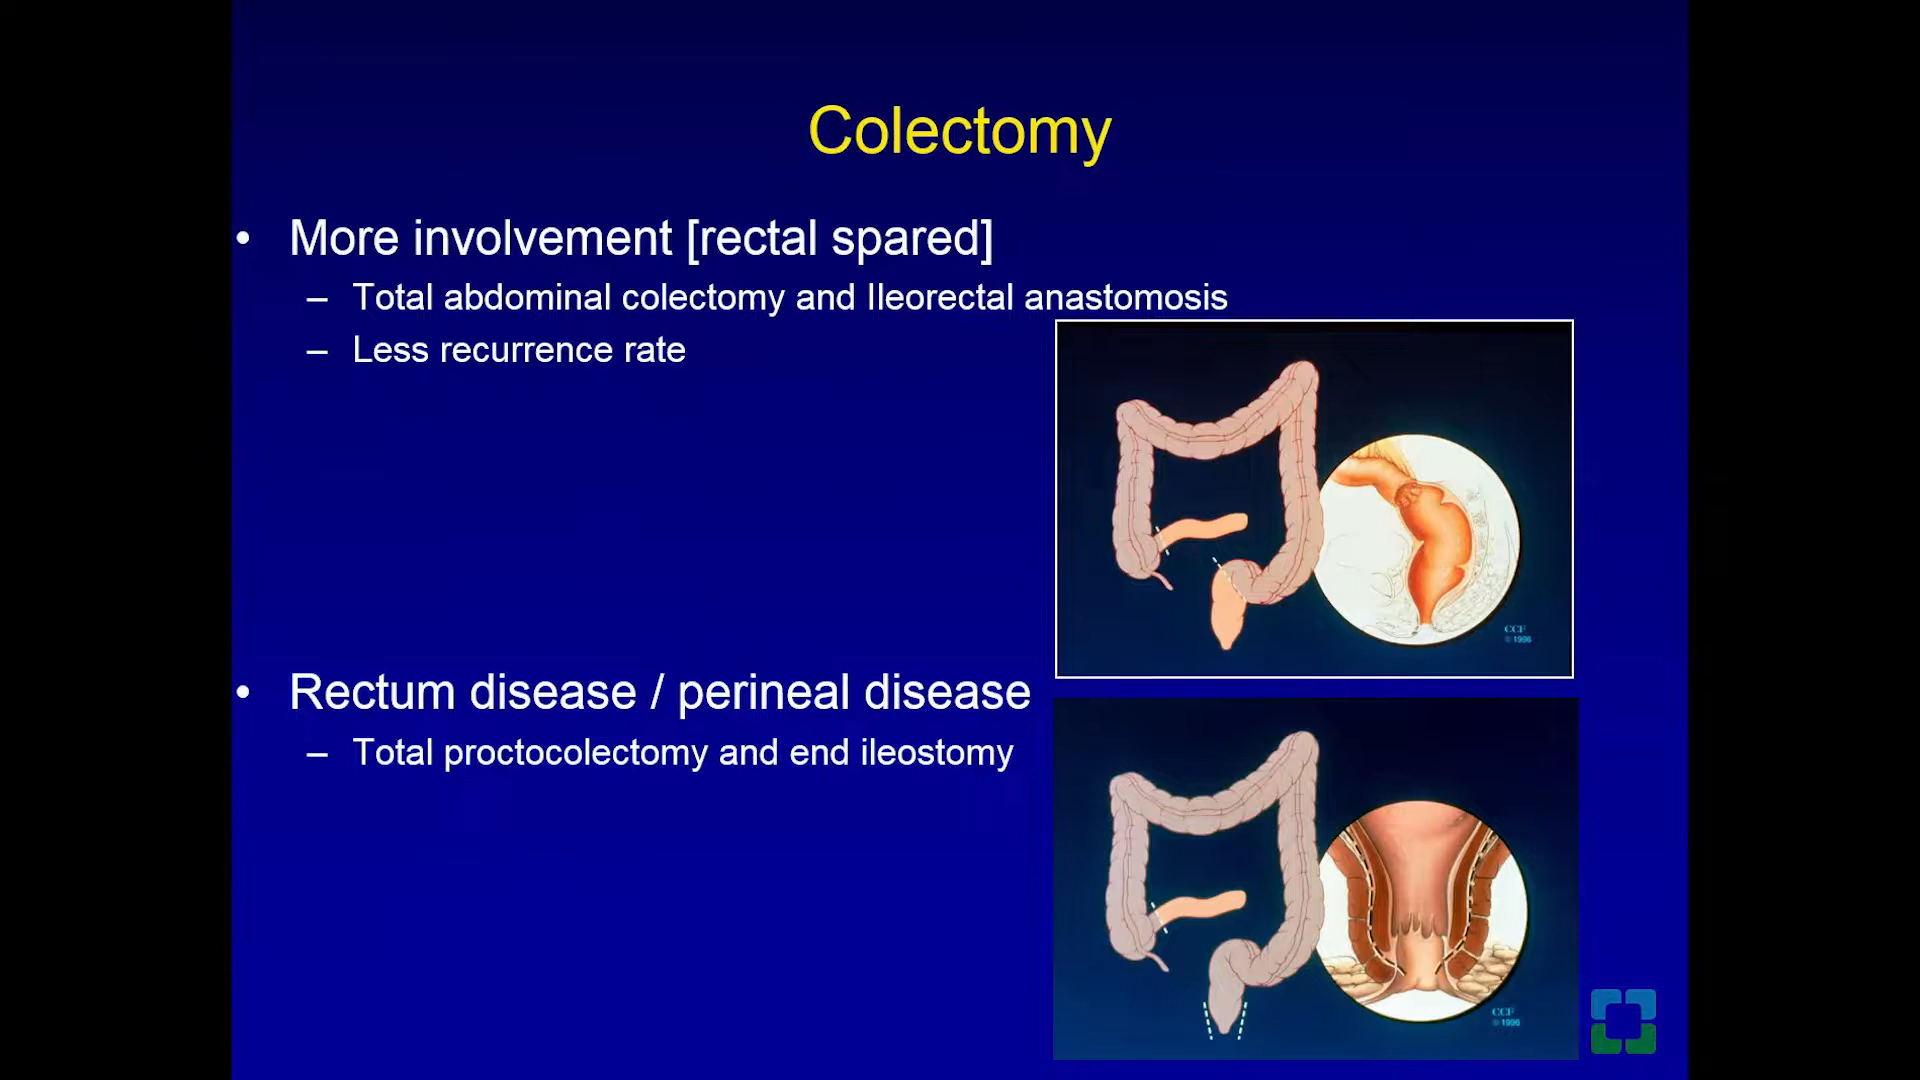 Colectomy
• More involvement [rectal spared]
– Total abdominal colectomy and Ileorectal anastomosis
– Less recurrence rate
CCF
© 1996
• Rectum disease / perineal disease
– Total proctocolectomy and end ileostomy
CCF
© 1996